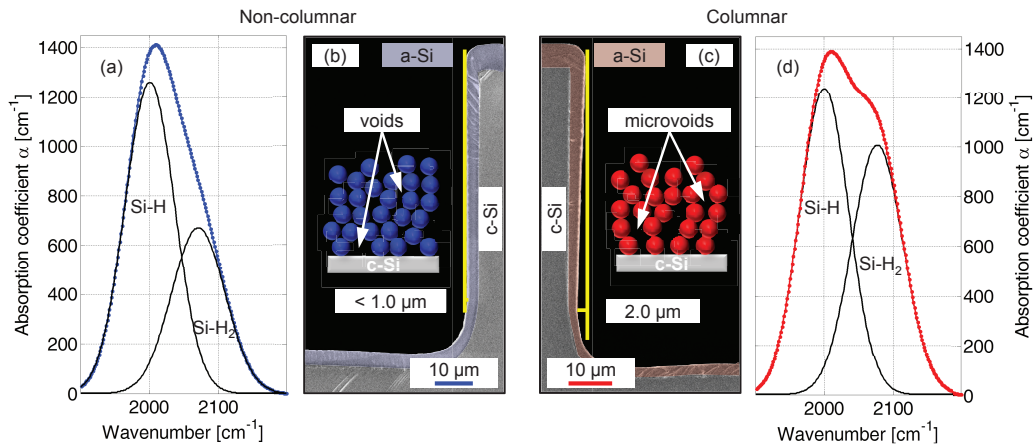 Non-columnar
Columnar
(a)
Absorption coefficient α [cm⁻¹]
1400
1200
1000
800
600
400
200
0
Si-H
Si-H₂
2000
2100
Wavenumber [cm⁻¹]
(b)
a-Si
voids
c-Si
c-Si
< 1.0 µm
10 µm
a-Si
(c)
microvoids
c-Si
c-Si
2.0 µm
10 µm
(d)
1400
1200
1000
800
600
400
200
0
Absorption coefficient α [cm⁻¹]
Si-H
Si-H₂
2000
2100
Wavenumber [cm⁻¹]